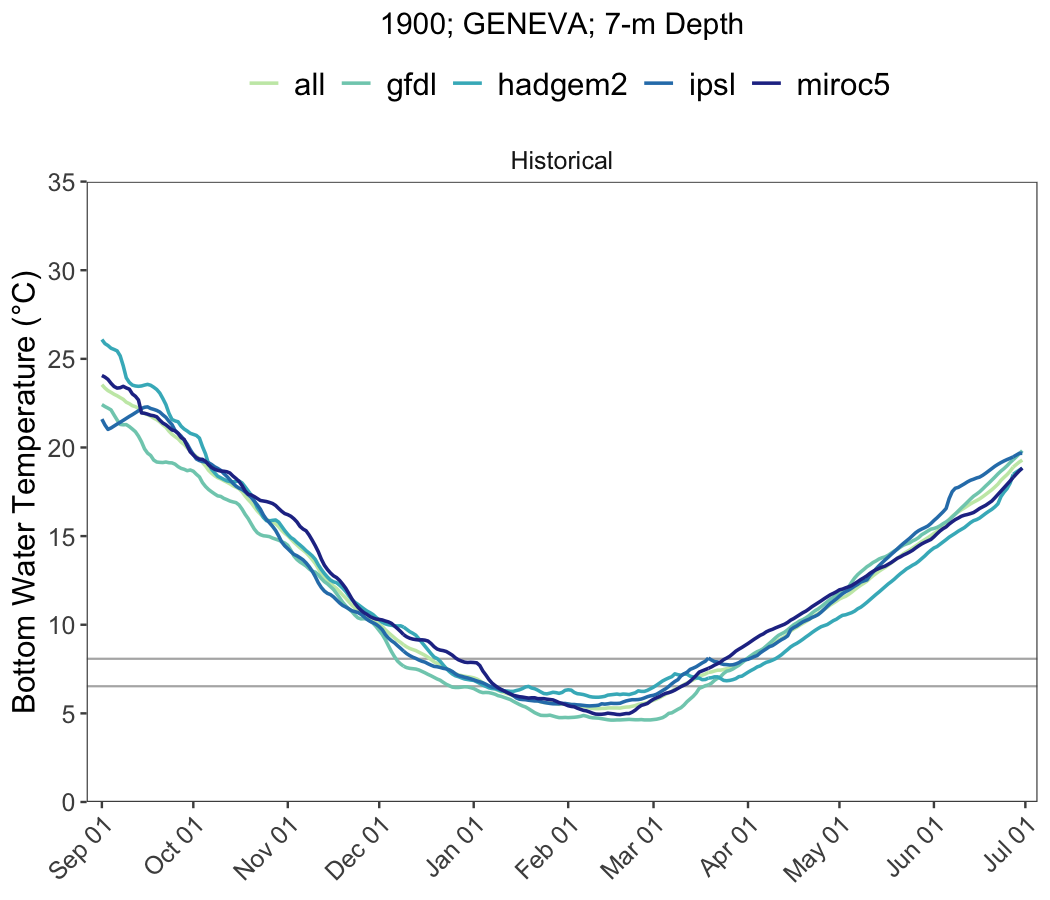 1900; GENEVA; 7-m Depth
all gfdl hadgem2 ipsl miroc5
Historical
Bottom Water Temperature (°C)
35
30
25
20
15
10
5
0
Sep 01 Oct 01 Nov 01 Dec 01 Jan 01 Feb 01 Mar 01 Apr 01 May 01 Jun 01 Jul 01